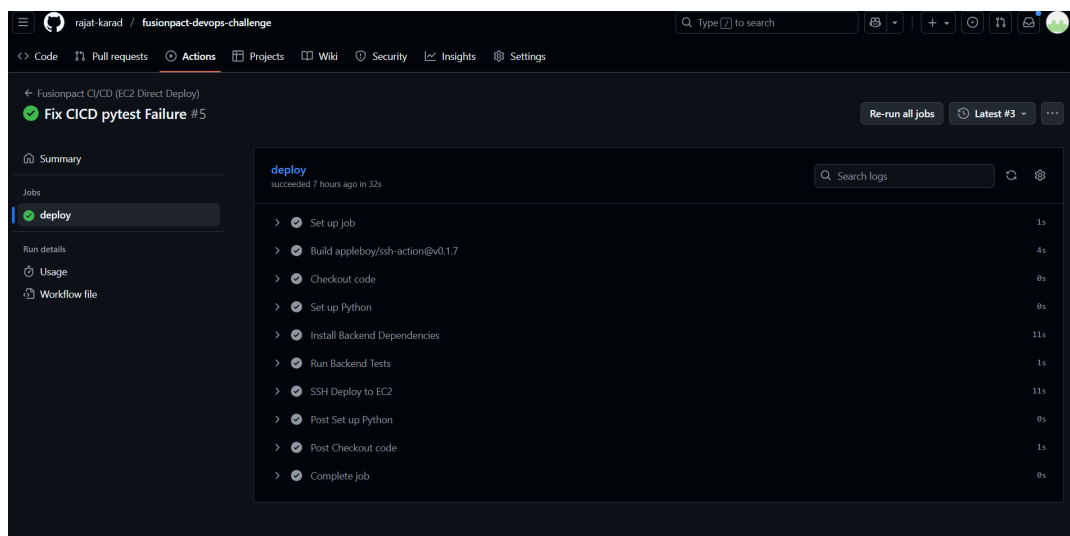 rajat-karad / fusionpact-devops-challenge
Type / to search
Code Pull requests Actions Projects Wiki Security Insights Settings
← Fusionpact CI/CD (EC2 Direct Deploy)
Fix CICD pytest Failure #5
Re-run all jobs Latest #3 ...
Summary
Jobs
deploy
Run details
Usage
Workflow file
deploy
succeeded 7 hours ago in 32s
Search logs
Set up job 1s
Build appleboy/ssh-action@v0.1.7 4s
Checkout code 0s
Set up Python 0s
Install Backend Dependencies 11s
Run Backend Tests 1s
SSH Deploy to EC2 11s
Post Set up Python 0s
Post Checkout code 1s
Complete job 0s